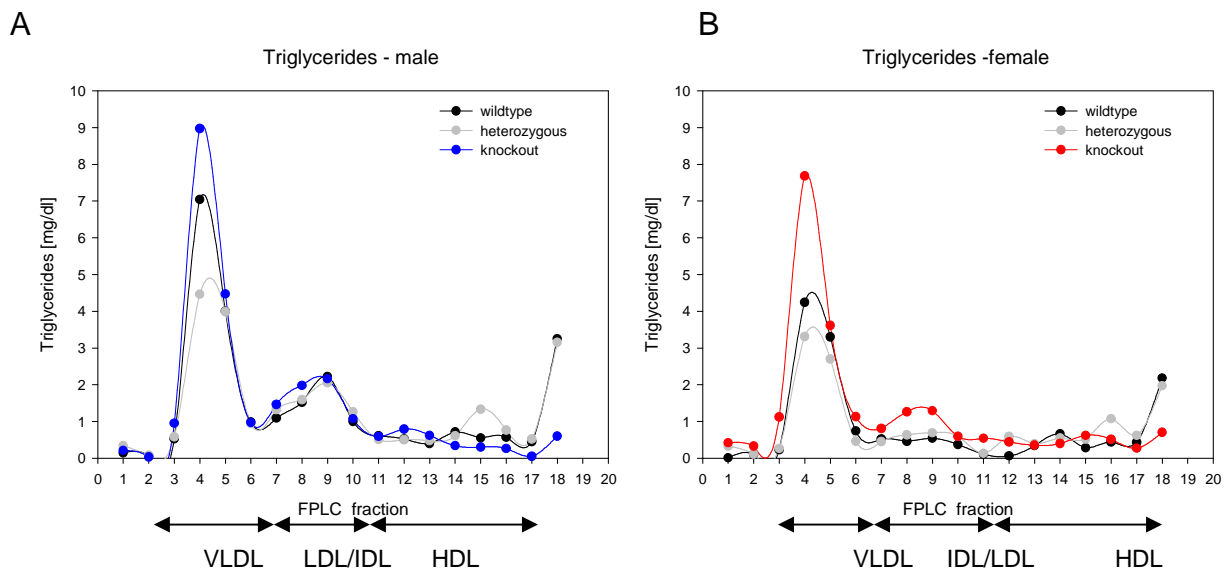 A
Triglycerides - male
10
9
8
7
6
5
4
3
2
1
0
Triglycerides [mg/dl]
wildtype
heterozygous
knockout
0 1 2 3 4 5 6 7 8 9 10 11 12 13 14 15 16 17 18 19 20
FPLC fraction
VLDL LDL/IDL HDL
B
Triglycerides -female
10
9
8
7
6
5
4
3
2
1
0
Triglycerides [mg/dl]
wildtype
heterozygous
knockout
0 1 2 3 4 5 6 7 8 9 10 11 12 13 14 15 16 17 18 19 20
FPLC fraction
VLDL IDL/LDL HDL